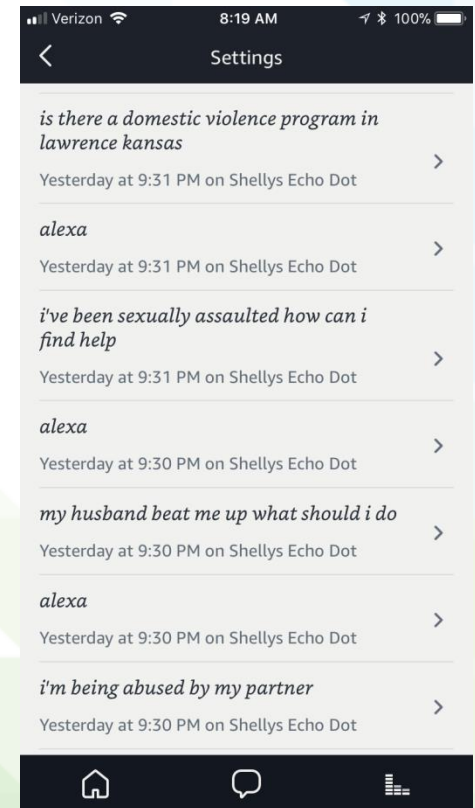 Verizon 8:19 AM 100%
Settings
is there a domestic violence program in
lawrence kansas
Yesterday at 9:31 PM on Shellys Echo Dot
alexa
Yesterday at 9:31 PM on Shellys Echo Dot
i've been sexually assaulted how can i
find help
Yesterday at 9:31 PM on Shellys Echo Dot
alexa
Yesterday at 9:30 PM on Shellys Echo Dot
my husband beat me up what should i do
Yesterday at 9:30 PM on Shellys Echo Dot
alexa
Yesterday at 9:30 PM on Shellys Echo Dot
i'm being abused by my partner
Yesterday at 9:30 PM on Shellys Echo Dot